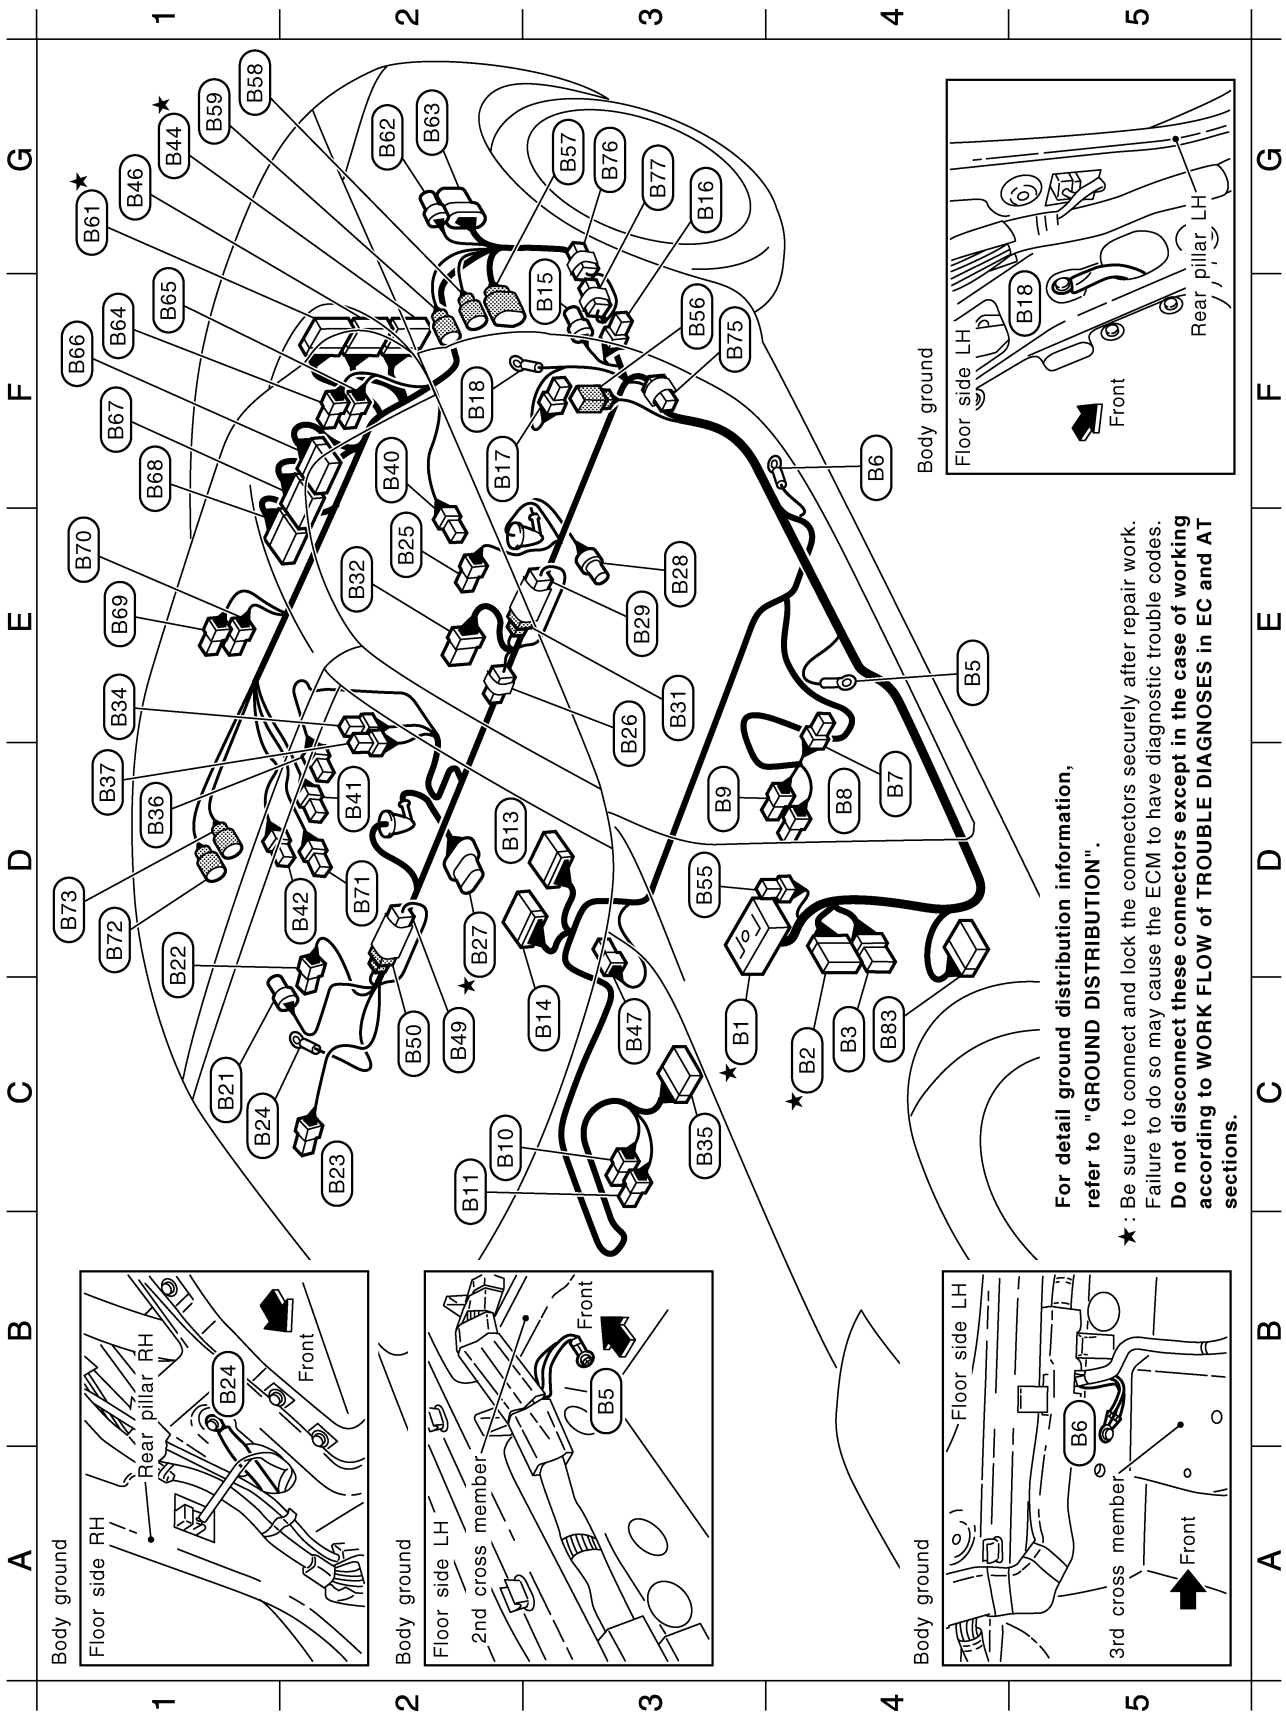 1
2
3
4
5
G
F
E
D
C
B
A
B58
B59
B44
★
B46
B61
★
B65
B64
B66
B67
B68
B70
B69
B34
B37
B36
B41
B73
B72
B42
B71
B22
B21
B24
B23
B62
B63
B57
B76
B77
B16
B15
B56
B75
B18
B17
B40
B25
B32
B28
B29
B31
B26
B6
B5
B7
B8
B9
B13
B55
B27
★
B14
B47
B50
B49
B1
★
B2
★
B3
B83
B10
B11
B35
Body ground
Floor side LH
B18
Front
Rear pillar LH
Body ground
Floor side RH
Rear pillar RH
B24
Front
Body ground
Floor side LH
2nd cross member
B5
Front
Body ground
Floor side LH
B6
3rd cross member
Front
For detail ground distribution information,
refer to "GROUND DISTRIBUTION".
★ : Be sure to connect and lock the connectors securely after repair work.
Failure to do so may cause the ECM to have diagnostic trouble codes.
Do not disconnect these connectors except in the case of working
according to WORK FLOW of TROUBLE DIAGNOSES in EC and AT
sections.
G
F
E
D
C
B
A
1
2
3
4
5